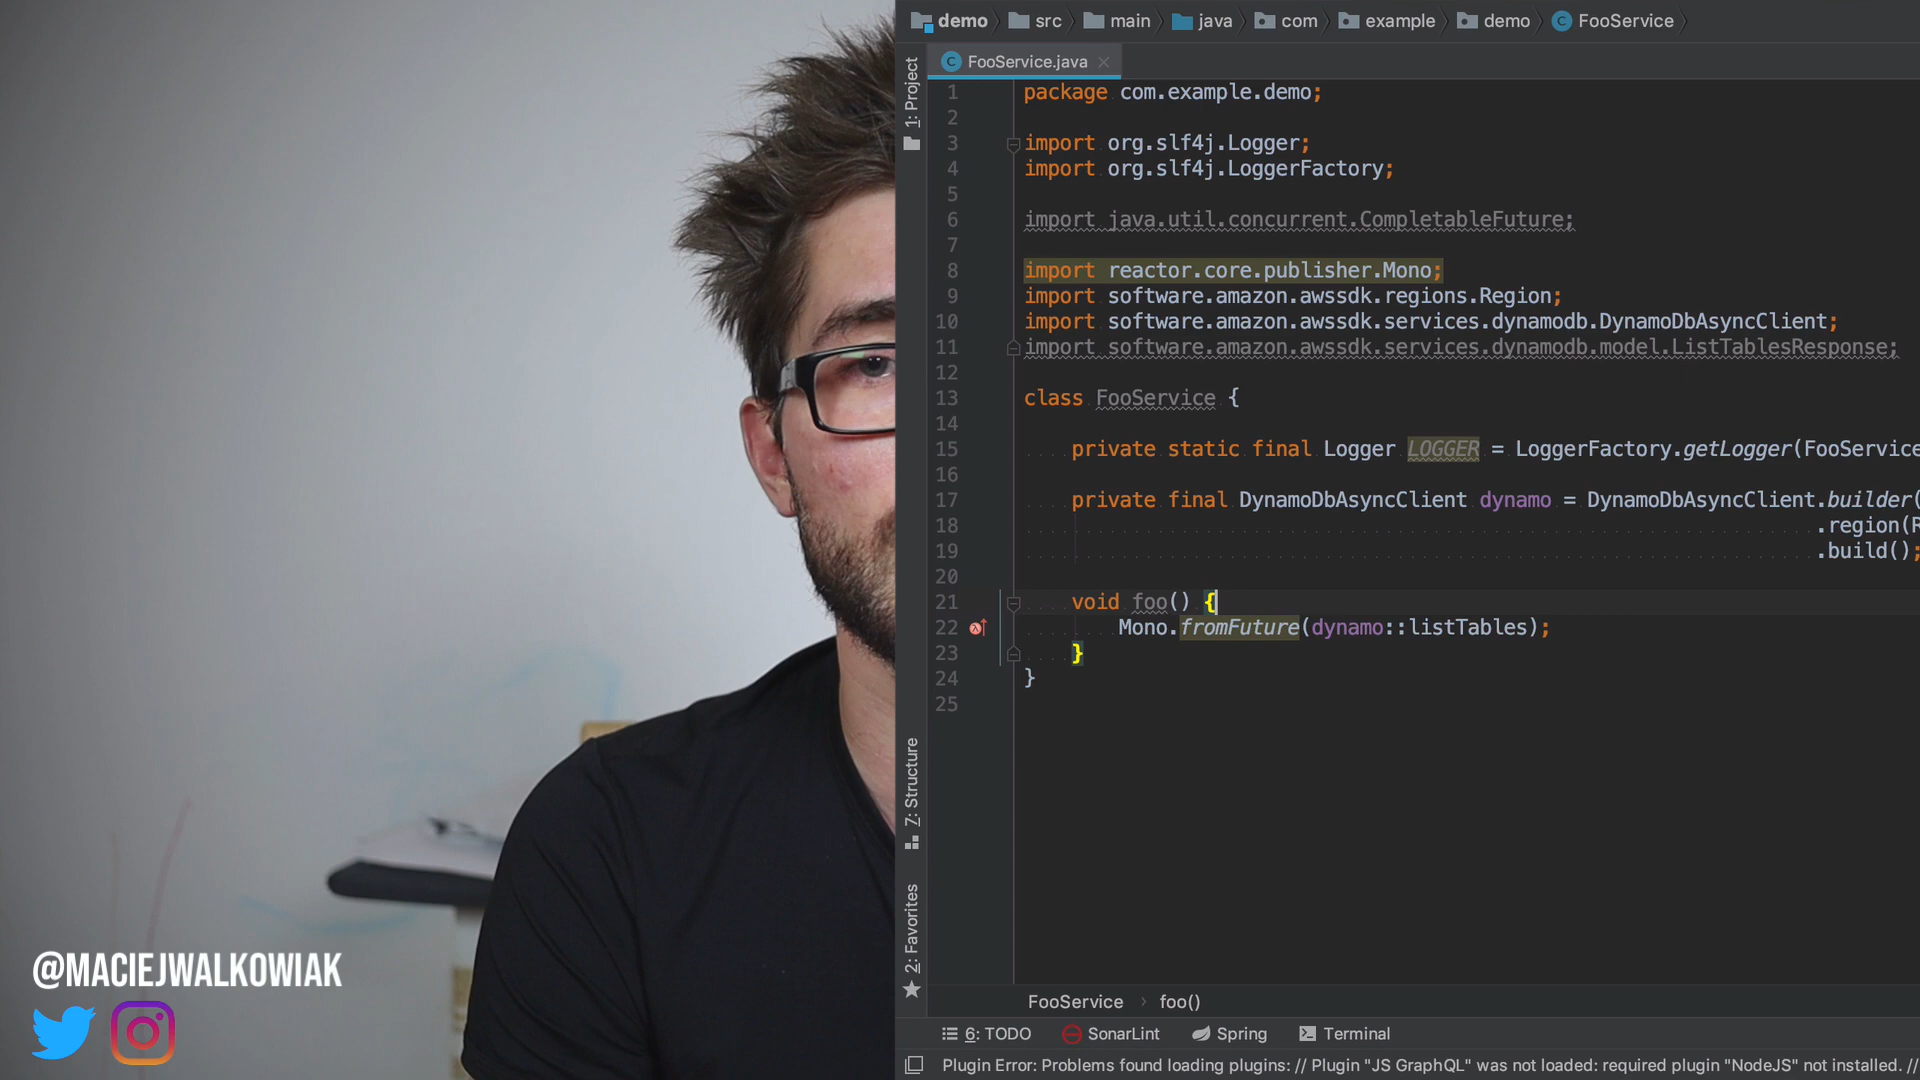 demo src main java com example demo FooService
FooService.java
1: Project
1 package com.example.demo;
2
3 import org.slf4j.Logger;
4 import org.slf4j.LoggerFactory;
5
6 import java.util.concurrent.CompletableFuture;
7
8 import reactor.core.publisher.Mono;
9 import software.amazon.awssdk.regions.Region;
10 import software.amazon.awssdk.services.dynamodb.DynamoDbAsyncClient;
11 import software.amazon.awssdk.services.dynamodb.model.ListTablesResponse;
12
13 class FooService {
14
15 private static final Logger LOGGER = LoggerFactory.getLogger(FooService
16
17 private final DynamoDbAsyncClient dynamo = DynamoDbAsyncClient.builder(
18 .region(R
19 .build();
20
21 void foo() {
22 Mono.fromFuture(dynamo::listTables);
23 }
24 }
25
7: Structure
2: Favorites
@MACIEJWALKOWIAK
FooService › foo()
6: TODO SonarLint Spring Terminal
Plugin Error: Problems found loading plugins: // Plugin "JS GraphQL" was not loaded: required plugin "NodeJS" not installed. //